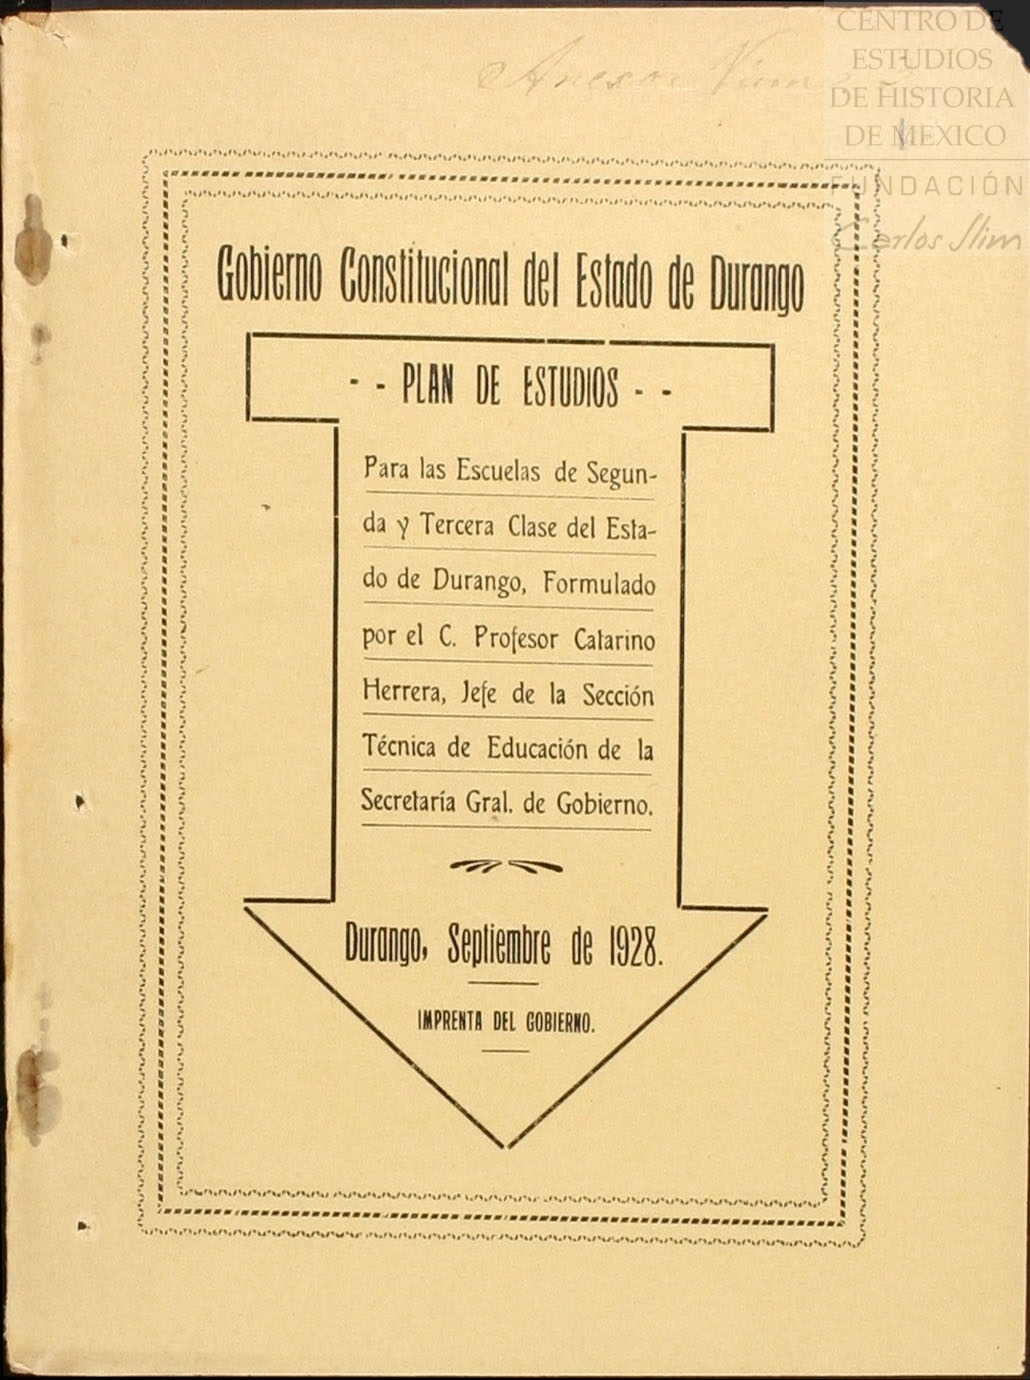 Anexo Núm
CENTRO DE
ESTUDIOS
DE HISTORIA
DE MEXICO
FUNDACIÓN
Carlos Slim
Gobierno Constitucional del Estado de Durango
- - PLAN DE ESTUDIOS - -
Para las Escuelas de Segun-
da y Tercera Clase del Esta-
do de Durango, Formulado
por el C. Profesor Catarino
Herrera, Jefe de la Sección
Técnica de Educación de la
Secretaría Gral. de Gobierno.
Durango, Septiembre de 1928.
IMPRENTA DEL GOBIERNO.